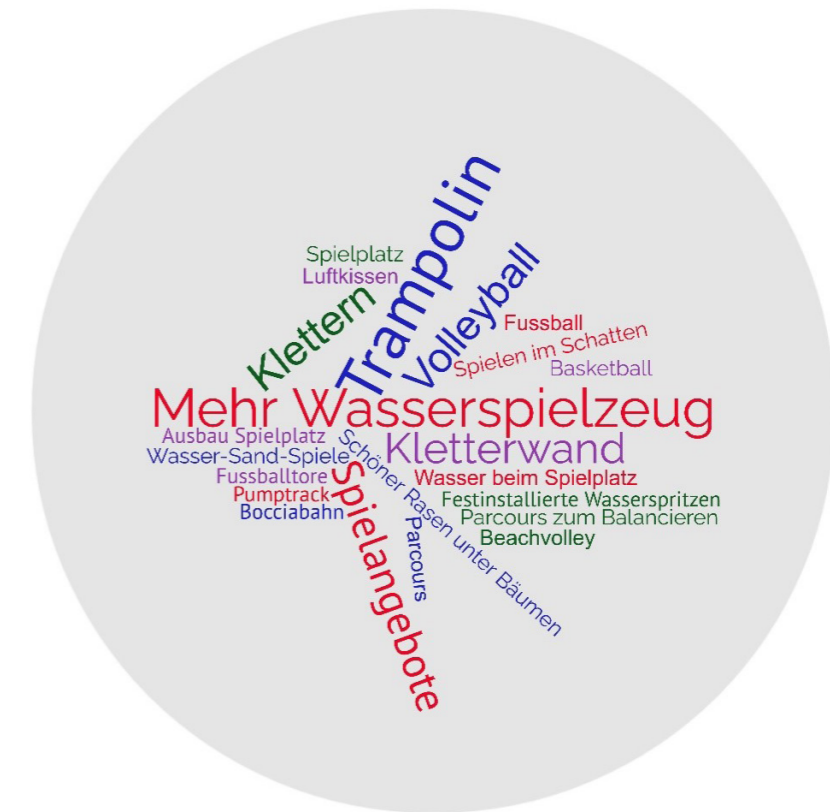 Trampolin
Spielplatz
Luftkissen
Klettern
Volleyball
Fussball
Spielen im Schatten
Basketball
Mehr Wasserspielzeug
Ausbau Spielplatz
Kletterwand
Wasser-Sand-Spiele
Schöner Rasen unter Bäumen
Fussballtore
Wasser beim Spielplatz
Pumptrack
Festinstallierte Wasserspritzen
Bocciabahn
Spielangebote
Parcours
Parcours zum Balancieren
Beachvolley